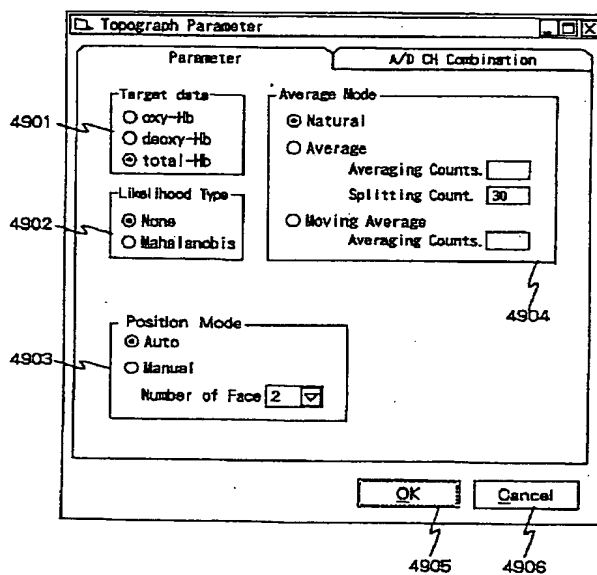 Topograph Parameter
Parameter
A/D CH Combination
Target data
oxy-Hb
deoxy-Hb
total-Hb
4901
Likelihood Type
None
Mahalanobis
4902
Average Mode
Natural
Average
Averaging Counts.
Splitting Count. 30
Moving Average
Averaging Counts.
4904
Position Mode
Auto
Manual
Number of Face 2
4903
OK
Cancel
4905
4906